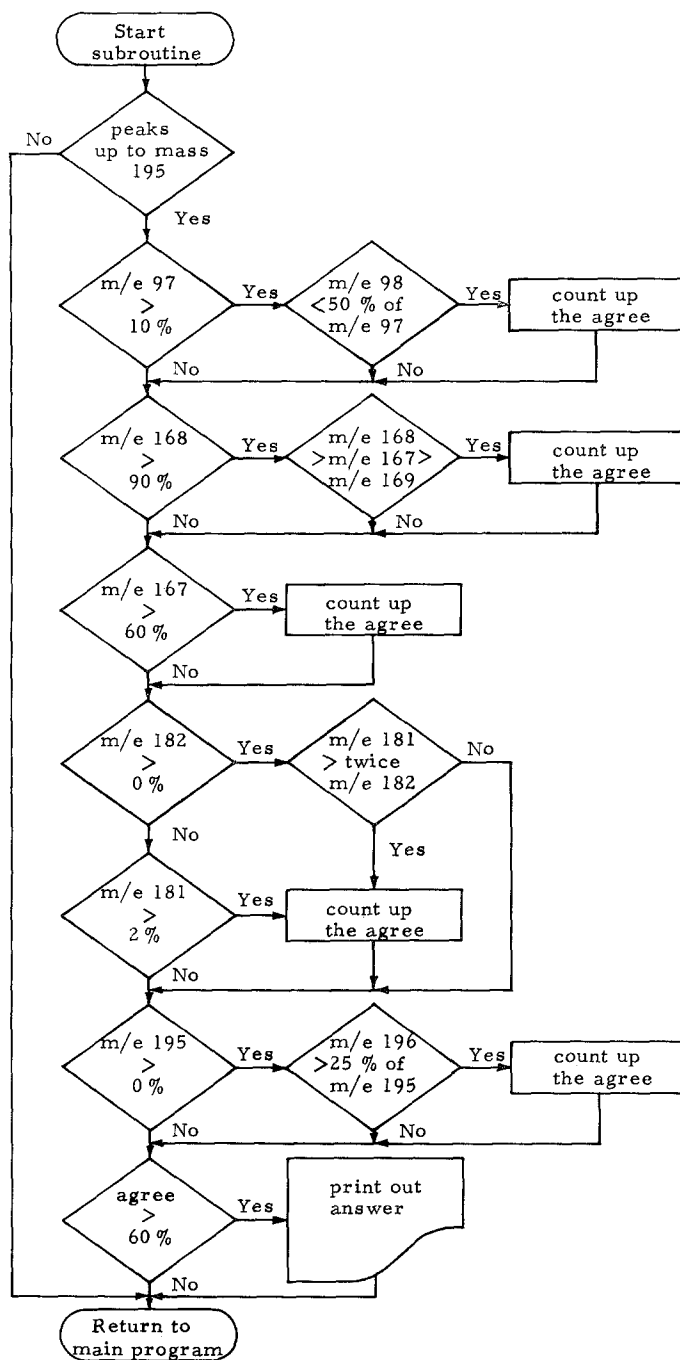 Start
subroutine
No
peaks
up to mass
195
Yes
m/e 97
>
10 %
Yes
m/e 98
<50 % of
m/e 97
Yes
count up
the agree
No
No
m/e 168
>
90 %
Yes
m/e 168
>m/e 167>
m/e 169
Yes
count up
the agree
No
No
m/e 167
>
60 %
Yes
count up
the agree
No
m/e 182
>
0 %
Yes
m/e 181
> twice
m/e 182
No
No
Yes
m/e 181
>
2 %
Yes
count up
the agree
No
m/e 195
>
0 %
Yes
m/e 196
>25 % of
m/e 195
Yes
count up
the agree
No
No
agree
>
60 %
Yes
print out
answer
No
Return to
main program